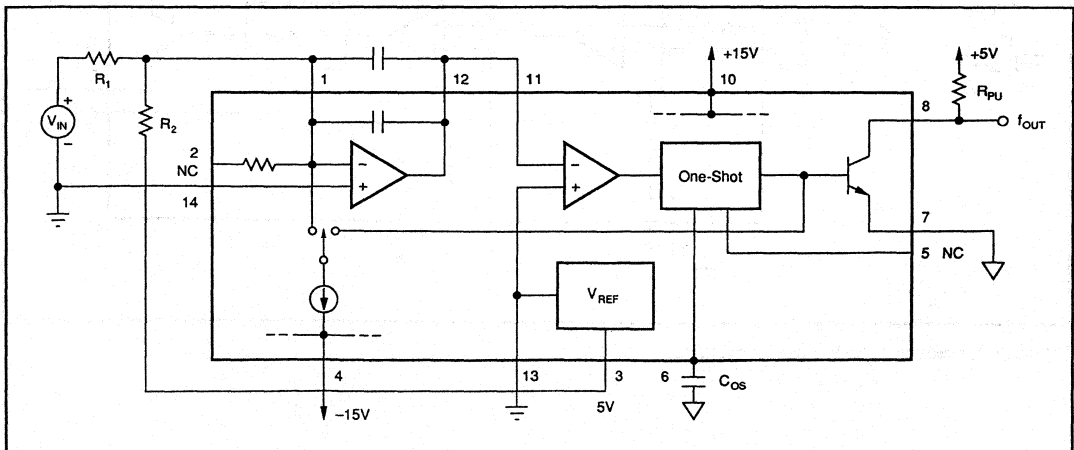 +15V
+5V
R1
1
12
11
10
RPU
8
fOUT
VIN
+
−
R2
2
NC
−
+
14
−
+
One-Shot
7
5 NC
VREF
4
13
3
6
COS
5V
−15V